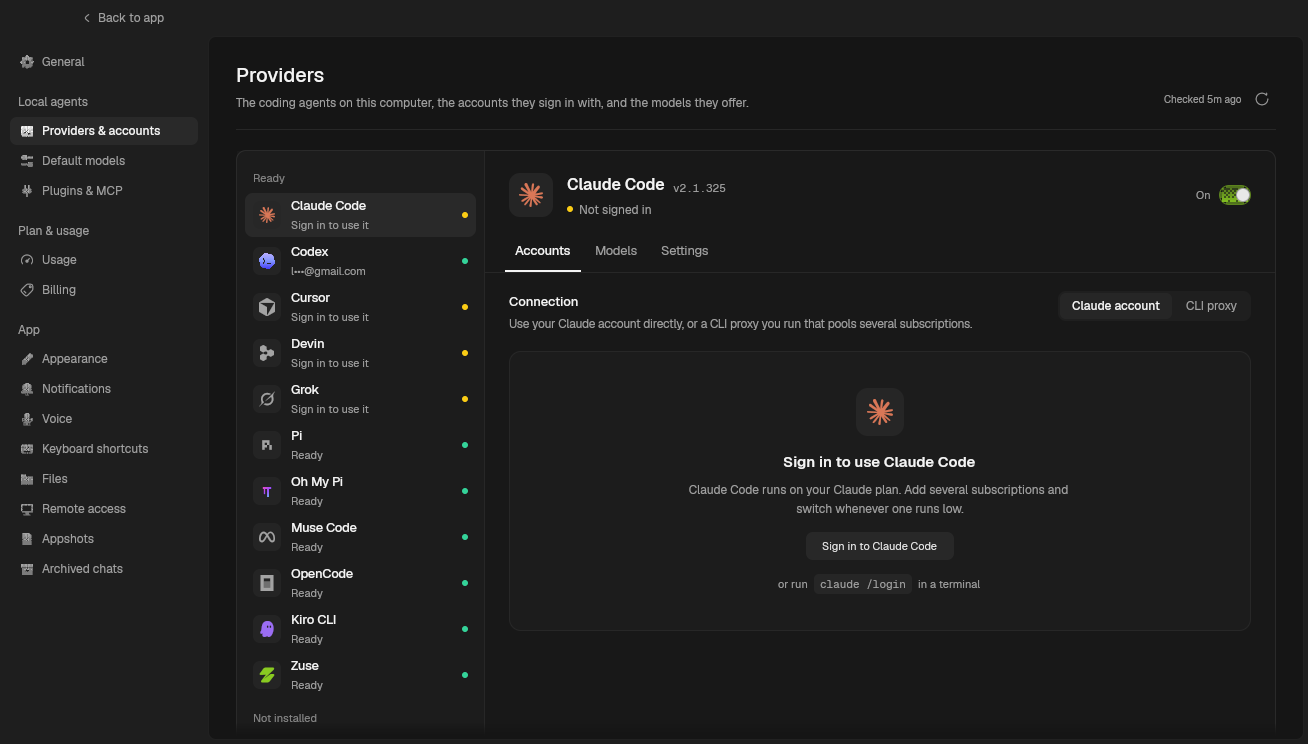 Back to app
General
Local agents
Providers & accounts
Default models
Plugins & MCP
Plan & usage
Usage
Billing
App
Appearance
Notifications
Voice
Keyboard shortcuts
Files
Remote access
Appshots
Archived chats
Providers
The coding agents on this computer, the accounts they sign in with, and the models they offer.
Checked 5m ago
Ready
Claude Code
Sign in to use it
Codex
l•••@gmail.com
Cursor
Sign in to use it
Devin
Sign in to use it
Grok
Sign in to use it
Pi
Ready
Oh My Pi
Ready
Muse Code
Ready
OpenCode
Ready
Kiro CLI
Ready
Zuse
Ready
Not installed
Claude Code v2.1.325
Not signed in
On
Accounts Models Settings
Connection
Use your Claude account directly, or a CLI proxy you run that pools several subscriptions.
Claude account CLI proxy
Sign in to use Claude Code
Claude Code runs on your Claude plan. Add several subscriptions and
switch whenever one runs low.
Sign in to Claude Code
or run claude /login in a terminal